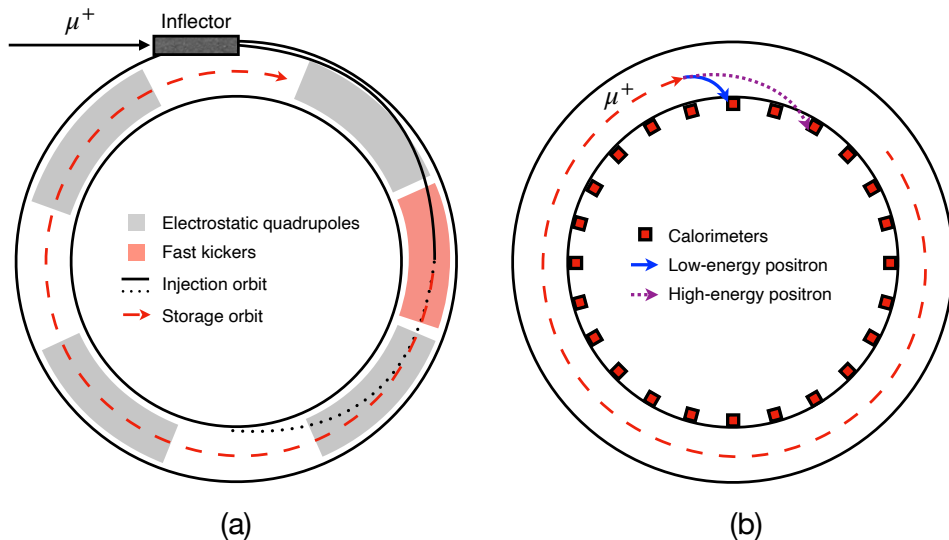 μ⁺
Inflector
Electrostatic quadrupoles
Fast kickers
Injection orbit
Storage orbit
(a)
μ⁺
Calorimeters
Low-energy positron
High-energy positron
(b)